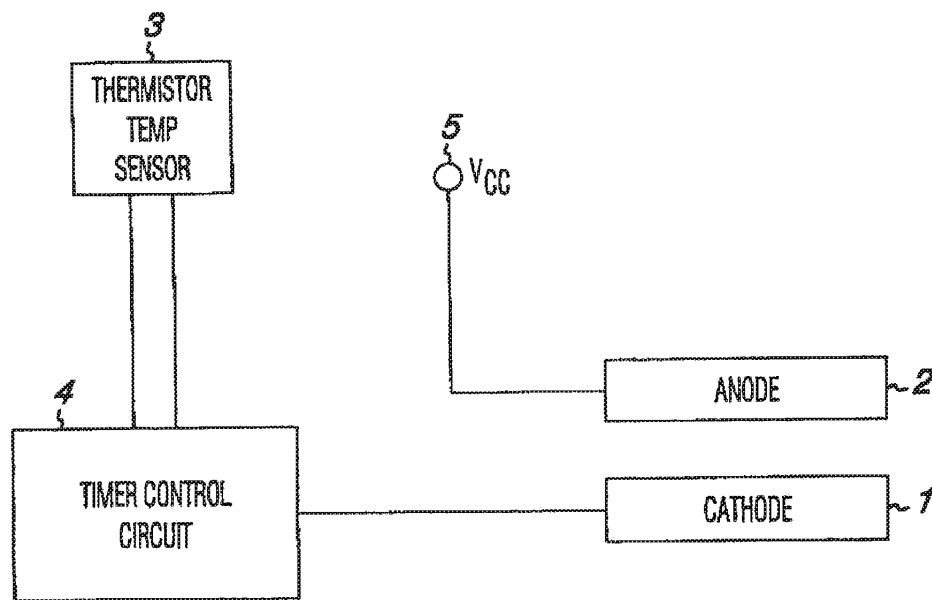 3
THERMISTOR
TEMP
SENSOR
5
VCC
4
TIMER CONTROL
CIRCUIT
ANODE
2
CATHODE
1